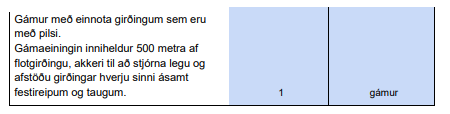 Gámur með einnota girðingum sem eru
með pilsi.
Gámaeiningin inniheldur 500 metra af
flotgirðingu, akkeri til að stjórna legu og
afstöðu girðingar hverju sinni ásamt
festireipum og taugum.
1
gámur